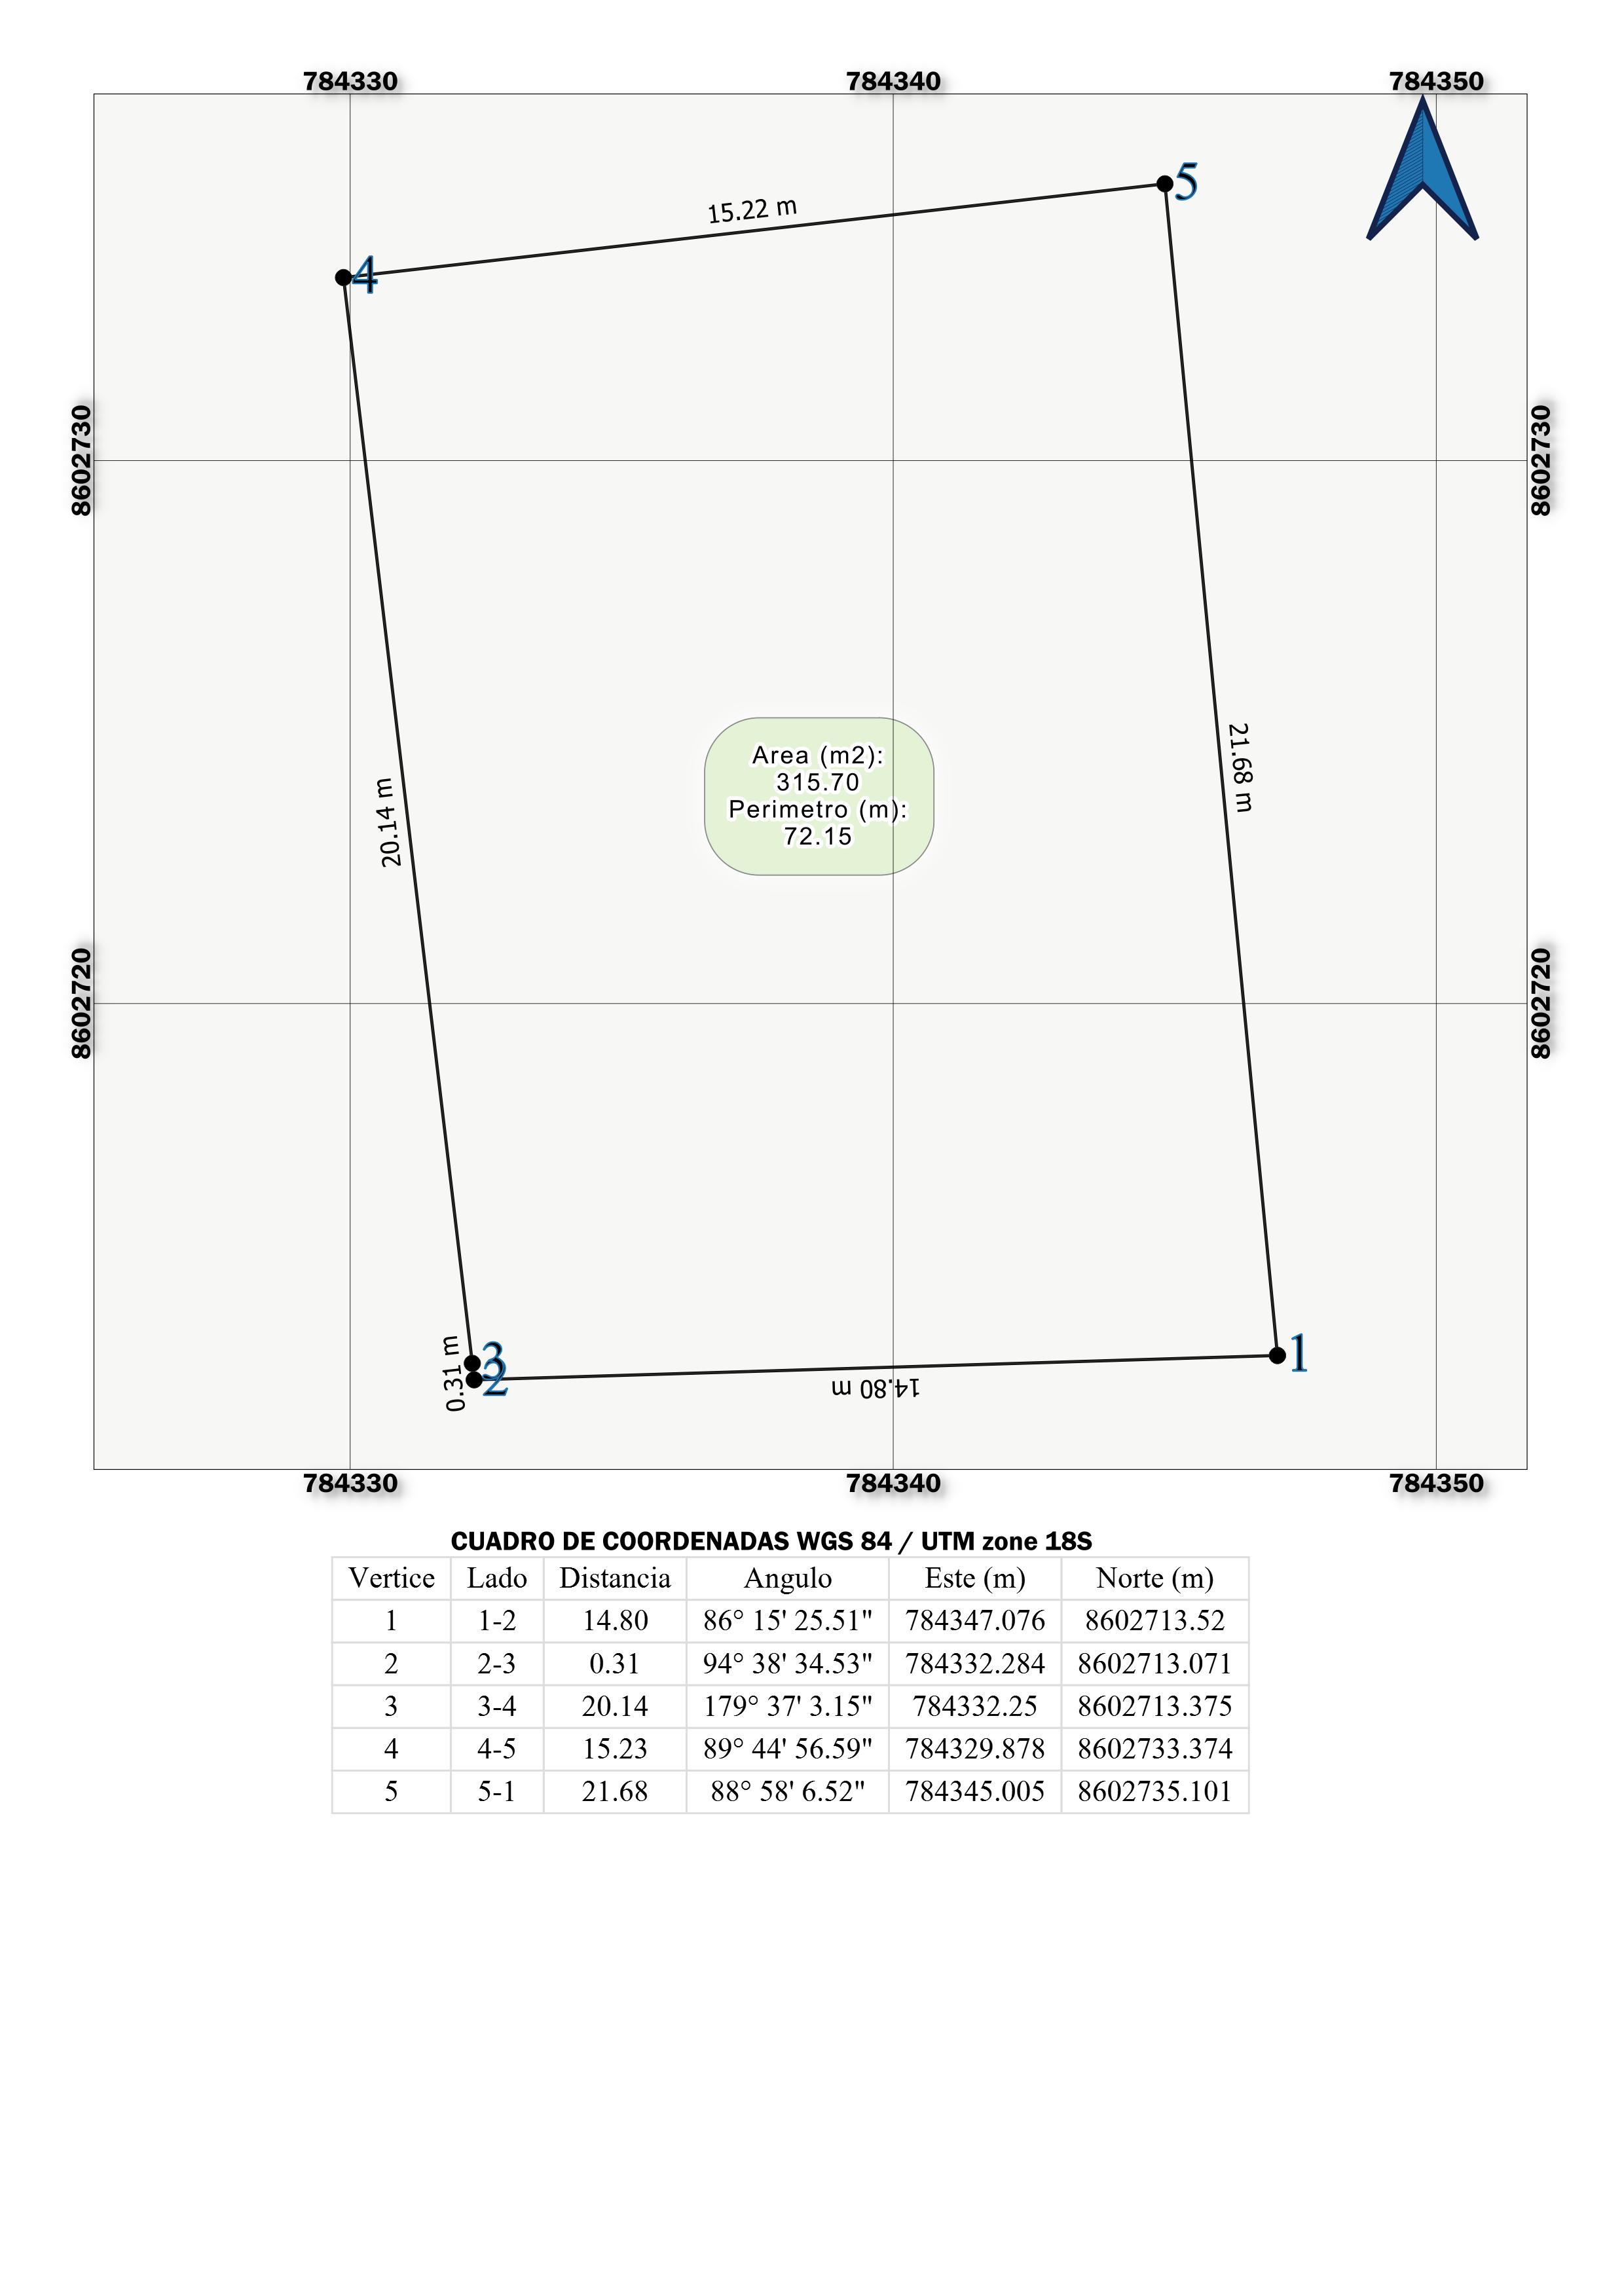 784330 784340 784350
5
15.22 m
4
8602730 8602730
21.68 m
Area (m2):
315.70
Perimetro (m):
72.15
20.14 m
8602720 8602720
3
1
0.31 m
2
14.80 m
784330 784340 784350
CUADRO DE COORDENADAS WGS 84 / UTM zone 18S
Vertice Lado Distancia Angulo Este (m) Norte (m)
1 1-2 14.80 86° 15' 25.51" 784347.076 8602713.52
2 2-3 0.31 94° 38' 34.53" 784332.284 8602713.071
3 3-4 20.14 179° 37' 3.15" 784332.25 8602713.375
4 4-5 15.23 89° 44' 56.59" 784329.878 8602733.374
5 5-1 21.68 88° 58' 6.52" 784345.005 8602735.101